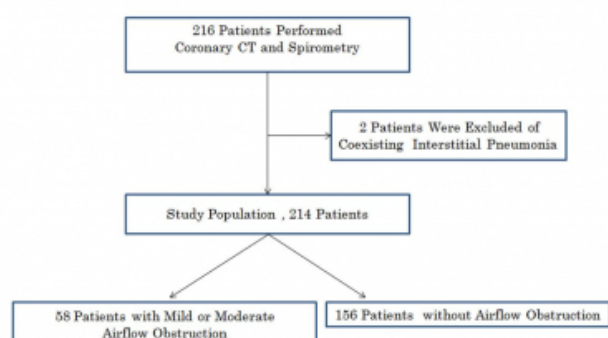 216 Patients Performed
Coronary CT and Spirometry
2 Patients Were Excluded of
Coexisting Interstitial Pneumonia
Study Population , 214 Patients
58 Patients with Mild or Moderate
Airflow Obstruction
156 Patients without Airflow Obstruction